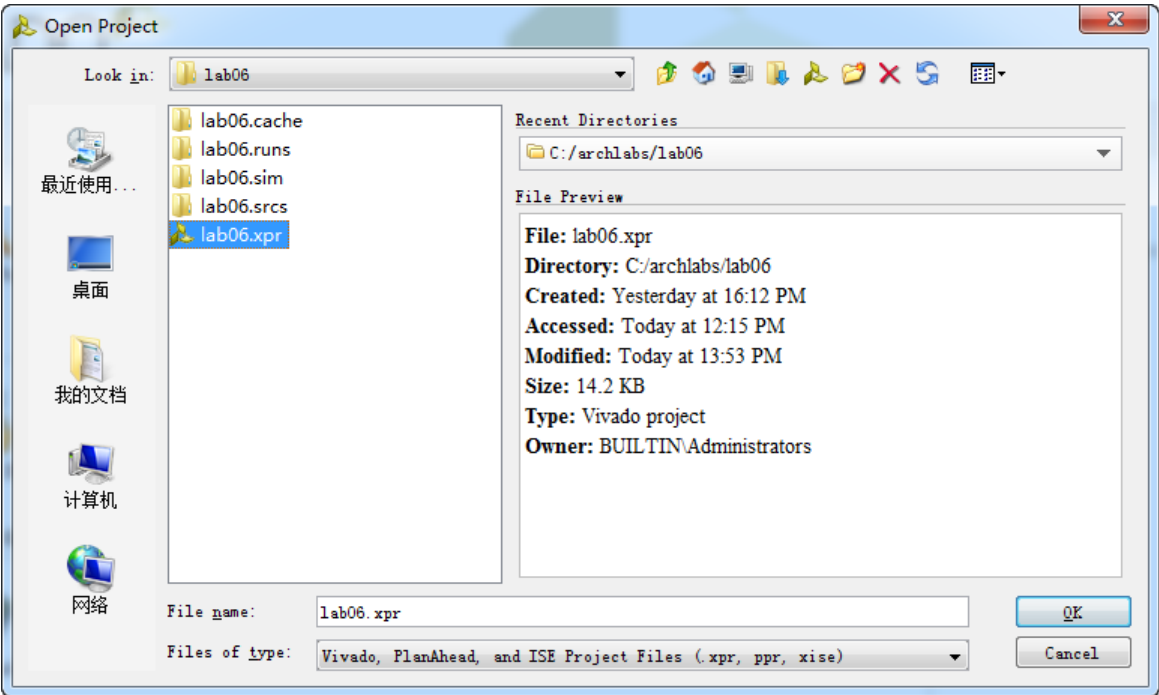 Open Project
Look in:
lab06
最近使用...
桌面
我的文档
计算机
网络
lab06.cache
lab06.runs
lab06.sim
lab06.srcs
lab06.xpr
Recent Directories
C:/archlabs/lab06
File Preview
File: lab06.xpr
Directory: C:/archlabs/lab06
Created: Yesterday at 16:12 PM
Accessed: Today at 12:15 PM
Modified: Today at 13:53 PM
Size: 14.2 KB
Type: Vivado project
Owner: BUILTIN\Administrators
File name:
lab06.xpr
OK
Files of type:
Vivado, PlanAhead, and ISE Project Files (.xpr, ppr, xise)
Cancel